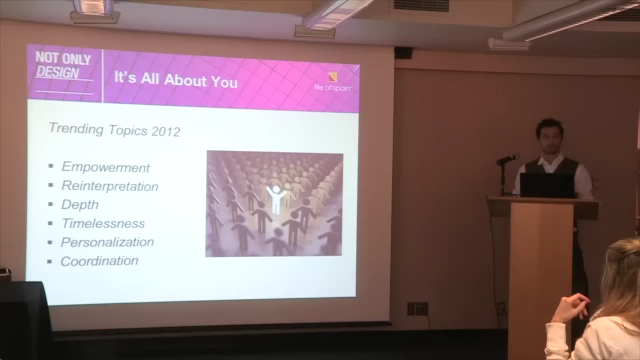 NOT ONLY
DESIGN
It's All About You
tile of spain
Trending Topics 2012
▪ Empowerment
▪ Reinterpretation
▪ Depth
▪ Timelessness
▪ Personalization
▪ Coordination